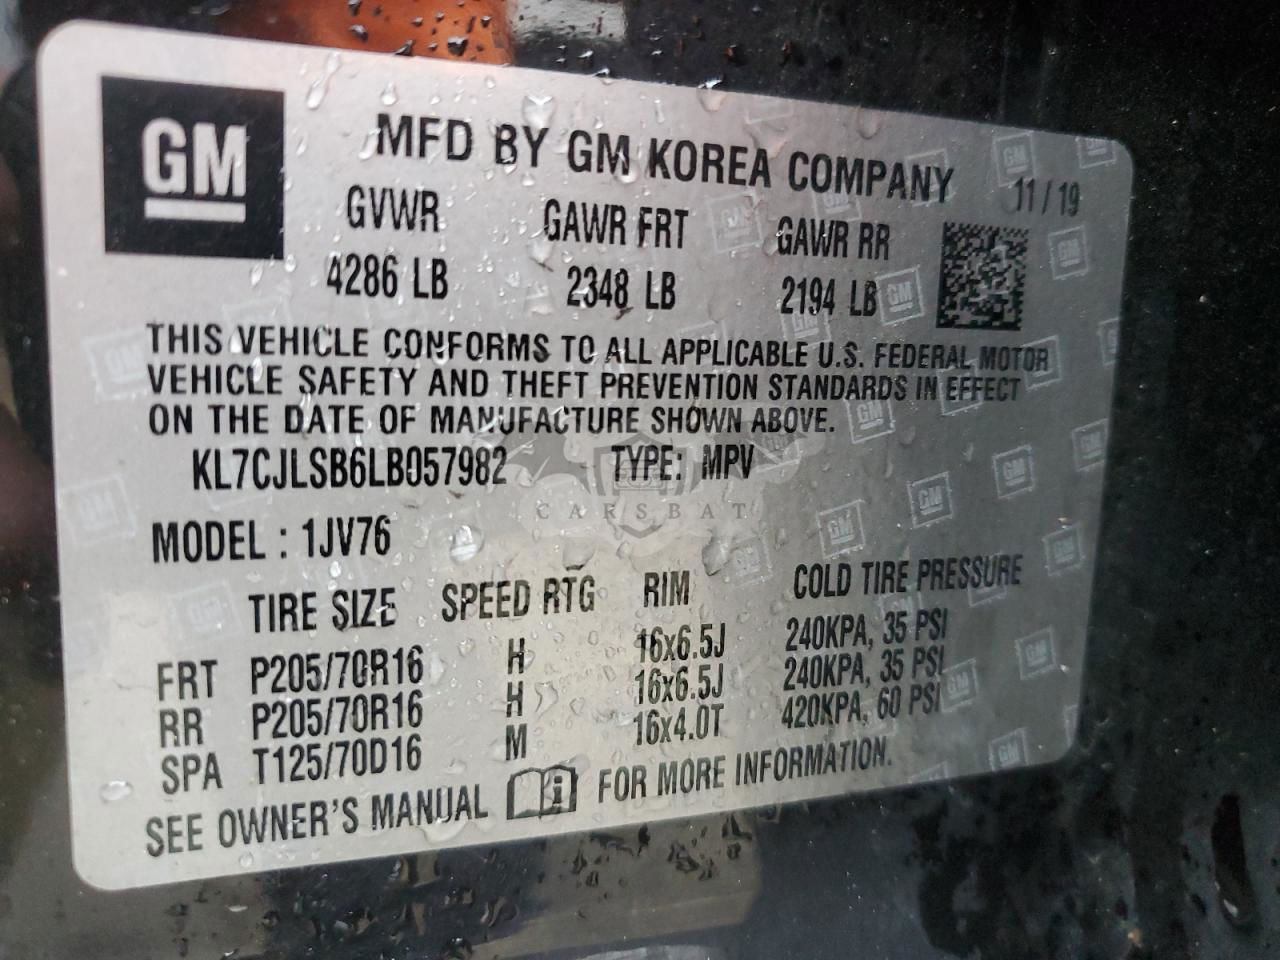 GM
MFD BY GM KOREA COMPANY
11/19
GVWR GAWR FRT GAWR RR
4286 LB 2348 LB 2194 LB
THIS VEHICLE CONFORMS TO ALL APPLICABLE U.S. FEDERAL MOTOR
VEHICLE SAFETY AND THEFT PREVENTION STANDARDS IN EFFECT
ON THE DATE OF MANUFACTURE SHOWN ABOVE.
KL7CJLSB6LB057982 TYPE: MPV
CARSBAT
MODEL : 1JV76
TIRE SIZE SPEED RTG RIM COLD TIRE PRESSURE
FRT P205/70R16 H 16x6.5J 240KPA, 35 PSI
RR P205/70R16 H 16x6.5J 240KPA, 35 PSI
SPA T125/70D16 M 16x4.0T 420KPA, 60 PSI
SEE OWNER'S MANUAL FOR MORE INFORMATION.